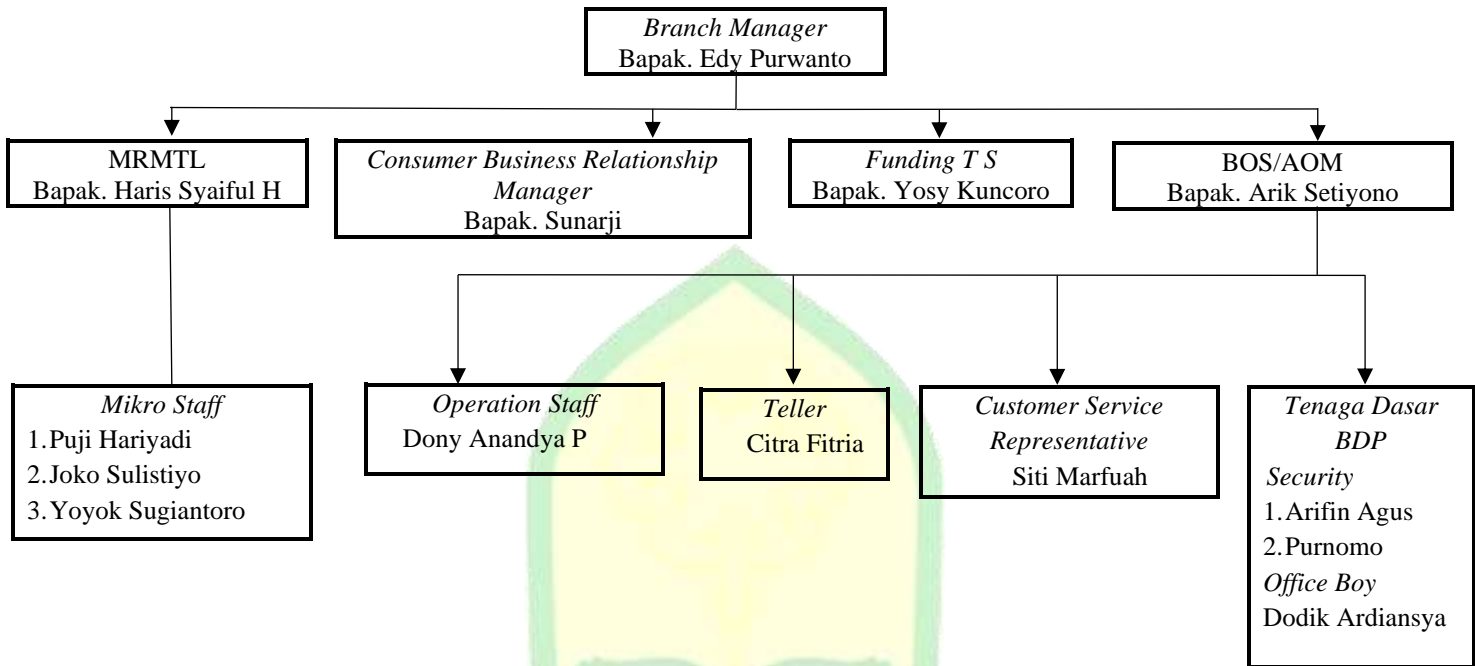 Branch Manager
Bapak. Edy Purwanto
MRMTL
Bapak. Haris Syaiful H
Consumer Business Relationship
Manager
Bapak. Sunarji
Funding T S
Bapak. Yosy Kuncoro
BOS/AOM
Bapak. Arik Setiyono
Mikro Staff
1.Puji Hariyadi
2.Joko Sulistiyo
3.Yoyok Sugiantoro
Operation Staff
Dony Anandya P
Teller
Citra Fitria
Customer Service
Representative
Siti Marfuah
Tenaga Dasar
BDP
Security
1.Arifin Agus
2.Purnomo
Office Boy
Dodik Ardiansya